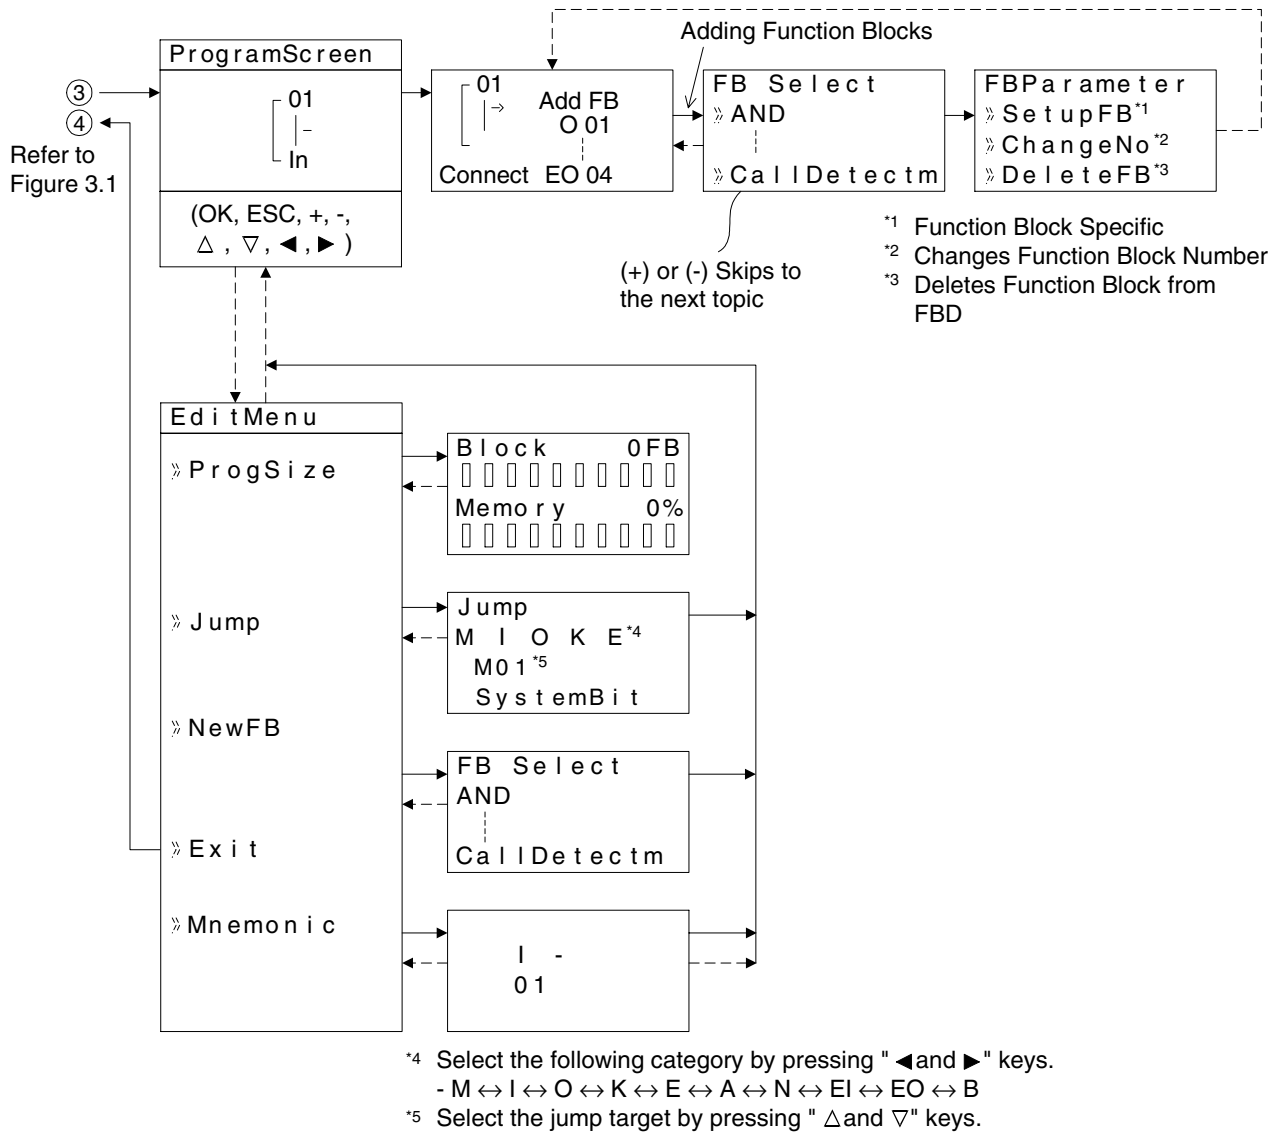 Adding Function Blocks
ProgramScreen
01
In
(OK, ESC, +, -,
△ , ▽, ◀ , ▶ )
③
④
Refer to
Figure 3.1
01
Add FB
O 01
Connect EO 04
FB Select
» AND
» CallDetectm
FBParameter
» SetupFB*1
» ChangeNo*2
» DeleteFB*3
(+) or (-) Skips to
the next topic
*1 Function Block Specific
*2 Changes Function Block Number
*3 Deletes Function Block from
FBD
EditMenu
» ProgSize
» Jump
» NewFB
» Exit
» Mnemonic
Block 0FB
Memory 0%
Jump
M I O K E*4
M01*5
SystemBit
FB Select
AND
CallDetectm
I -
01
*4 Select the following category by pressing " ◀and ▶" keys.
- M ↔ I ↔ O ↔ K ↔ E ↔ A ↔ N ↔ EI ↔ EO ↔ B
*5 Select the jump target by pressing " △and ▽" keys.